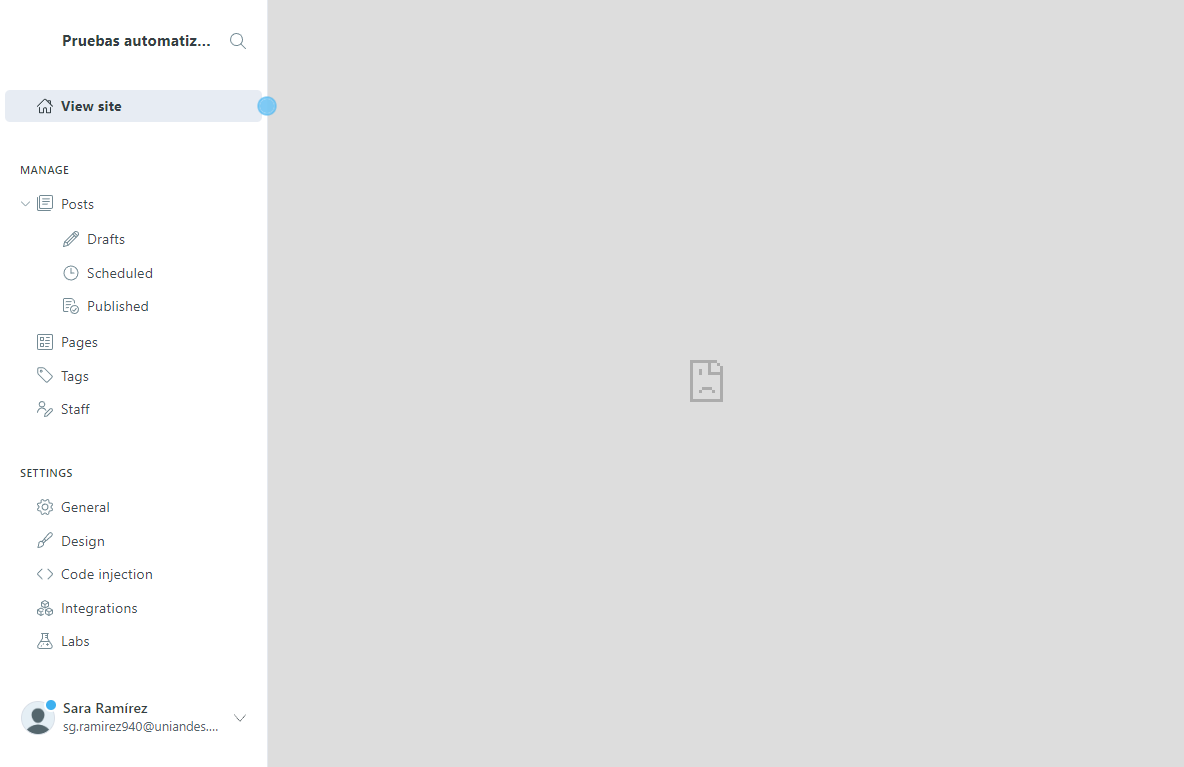 Pruebas automatiz...
View site
MANAGE
Posts
Drafts
Scheduled
Published
Pages
Tags
Staff
SETTINGS
General
Design
Code injection
Integrations
Labs
Sara Ramírez
sg.ramirez940@uniandes....